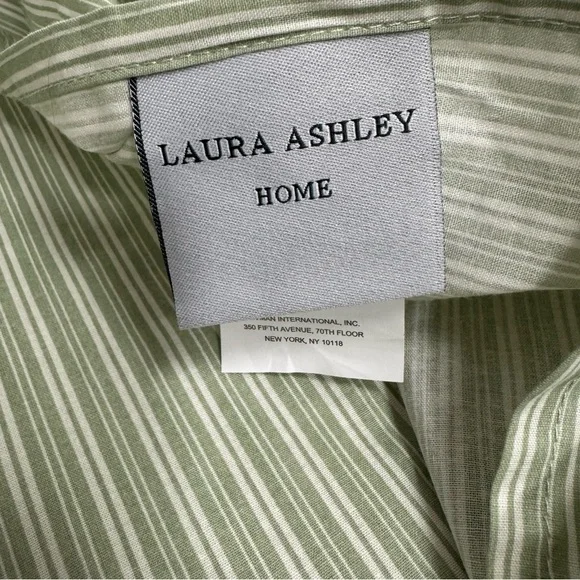 LAURA ASHLEY
HOME
INTERNATIONAL, INC.
350 FIFTH AVENUE, 70TH FLOOR
NEW YORK, NY 10118